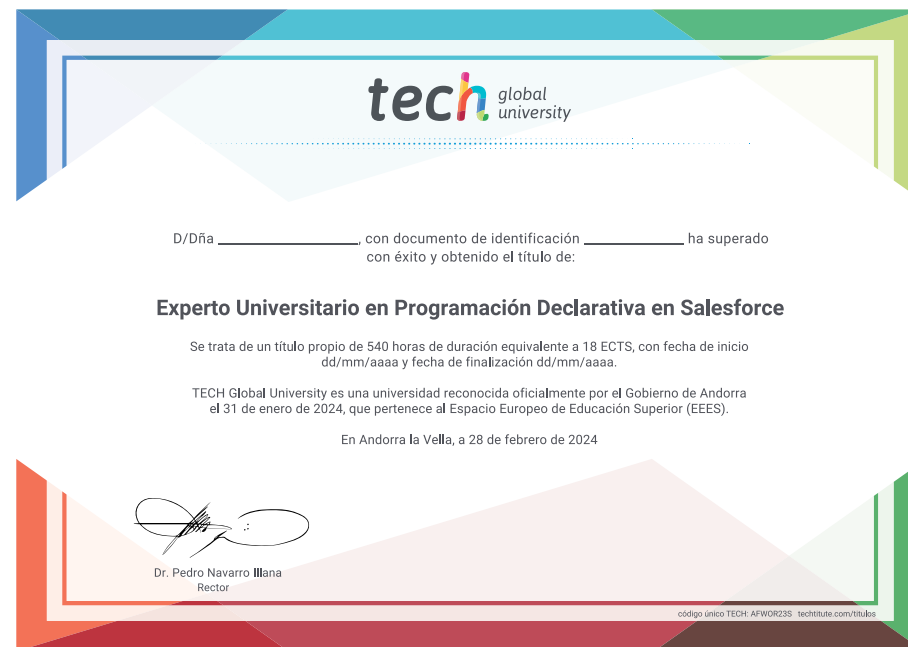 tech global university
D/Dña ____________________, con documento de identificación ______________ ha superado
con éxito y obtenido el título de:
Experto Universitario en Programación Declarativa en Salesforce
Se trata de un título propio de 540 horas de duración equivalente a 18 ECTS, con fecha de inicio
dd/mm/aaaa y fecha de finalización dd/mm/aaaa.
TECH Global University es una universidad reconocida oficialmente por el Gobierno de Andorra
el 31 de enero de 2024, que pertenece al Espacio Europeo de Educación Superior (EEES).
En Andorra la Vella, a 28 de febrero de 2024
Dr. Pedro Navarro Illana
Rector
código único TECH: AFWOR23S techtitute.com/titulos